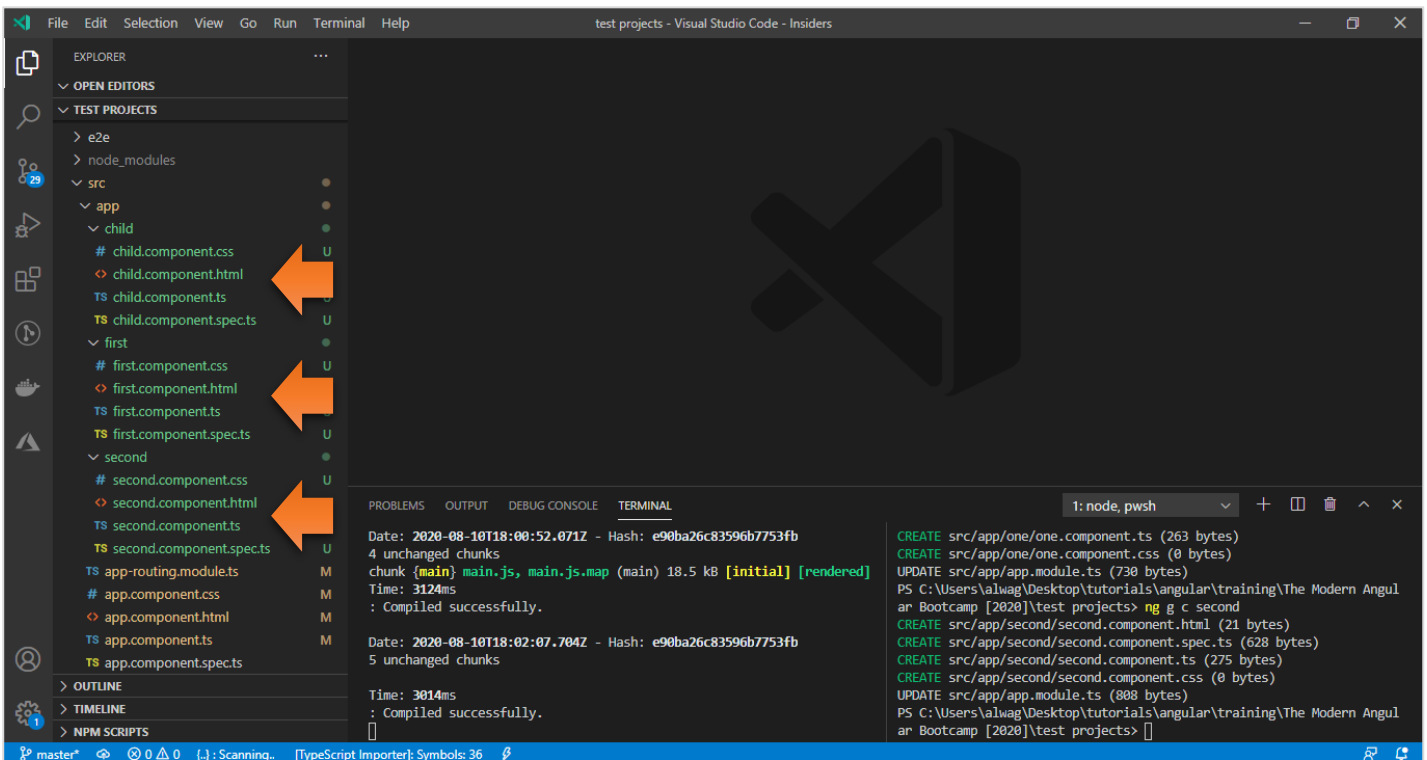 File Edit Selection View Go Run Terminal Help test projects - Visual Studio Code - Insiders
EXPLORER
OPEN EDITORS
TEST PROJECTS
e2e
node_modules
src
app
child
# child.component.css U
<> child.component.html
TS child.component.ts
TS child.component.spec.ts U
first
# first.component.css U
<> first.component.html
TS first.component.ts
TS first.component.spec.ts U
second
# second.component.css U
<> second.component.html
TS second.component.ts
TS second.component.spec.ts U
TS app-routing.module.ts M
# app.component.css M
<> app.component.html M
TS app.component.ts M
TS app.component.spec.ts
OUTLINE
TIMELINE
NPM SCRIPTS
29
1
PROBLEMS OUTPUT DEBUG CONSOLE TERMINAL 1: node, pwsh
Date: 2020-08-10T18:00:52.071Z - Hash: e90ba26c83596b7753fb
4 unchanged chunks
chunk {main} main.js, main.js.map (main) 18.5 kB [initial] [rendered]
Time: 3124ms
: Compiled successfully.
Date: 2020-08-10T18:02:07.704Z - Hash: e90ba26c83596b7753fb
5 unchanged chunks
Time: 3014ms
: Compiled successfully.
CREATE src/app/one/one.component.ts (263 bytes)
CREATE src/app/one/one.component.css (0 bytes)
UPDATE src/app/app.module.ts (730 bytes)
PS C:\Users\alwag\Desktop\tutorials\angular\training\The Modern Angul
ar Bootcamp [2020]\test projects> ng g c second
CREATE src/app/second/second.component.html (21 bytes)
CREATE src/app/second/second.component.spec.ts (628 bytes)
CREATE src/app/second/second.component.ts (275 bytes)
CREATE src/app/second/second.component.css (0 bytes)
UPDATE src/app/app.module.ts (808 bytes)
PS C:\Users\alwag\Desktop\tutorials\angular\training\The Modern Angul
ar Bootcamp [2020]\test projects>
master* 0 0 {..} : Scanning.. [TypeScript Importer]: Symbols: 36